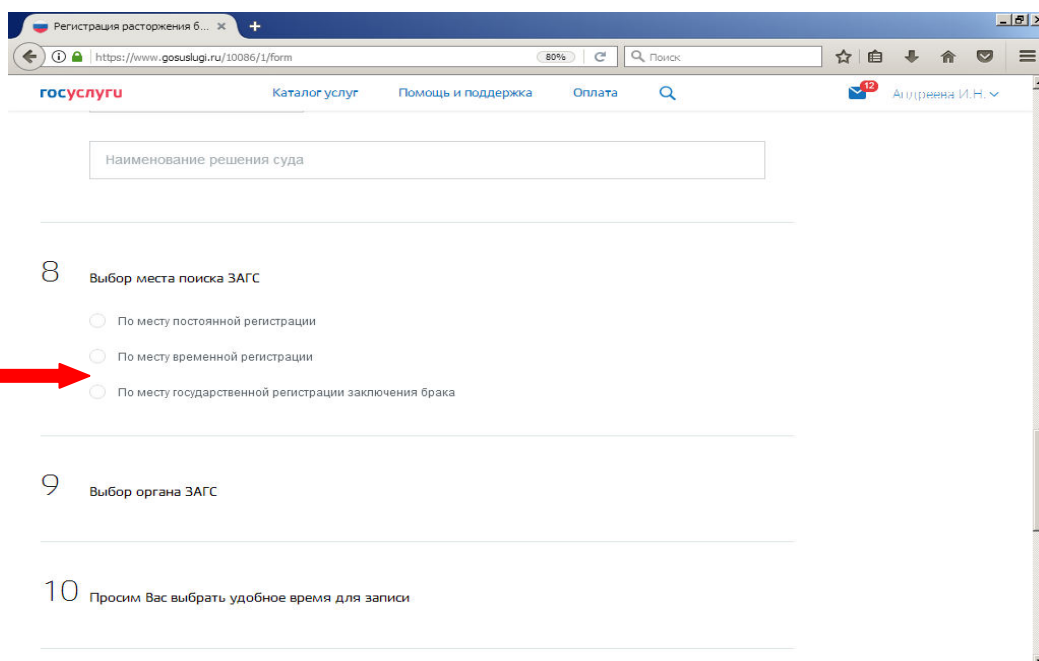 Регистрация расторжения б...
https://www.gosuslugi.ru/10086/1/form
80%
Поиск
госуслуги
Каталог услуг
Помощь и поддержка
Оплата
12
Андреева И.Н.
Наименование решения суда
8
Выбор места поиска ЗАГС
По месту постоянной регистрации
По месту временной регистрации
По месту государственной регистрации заключения брака
9
Выбор органа ЗАГС
10
Просим Вас выбрать удобное время для записи